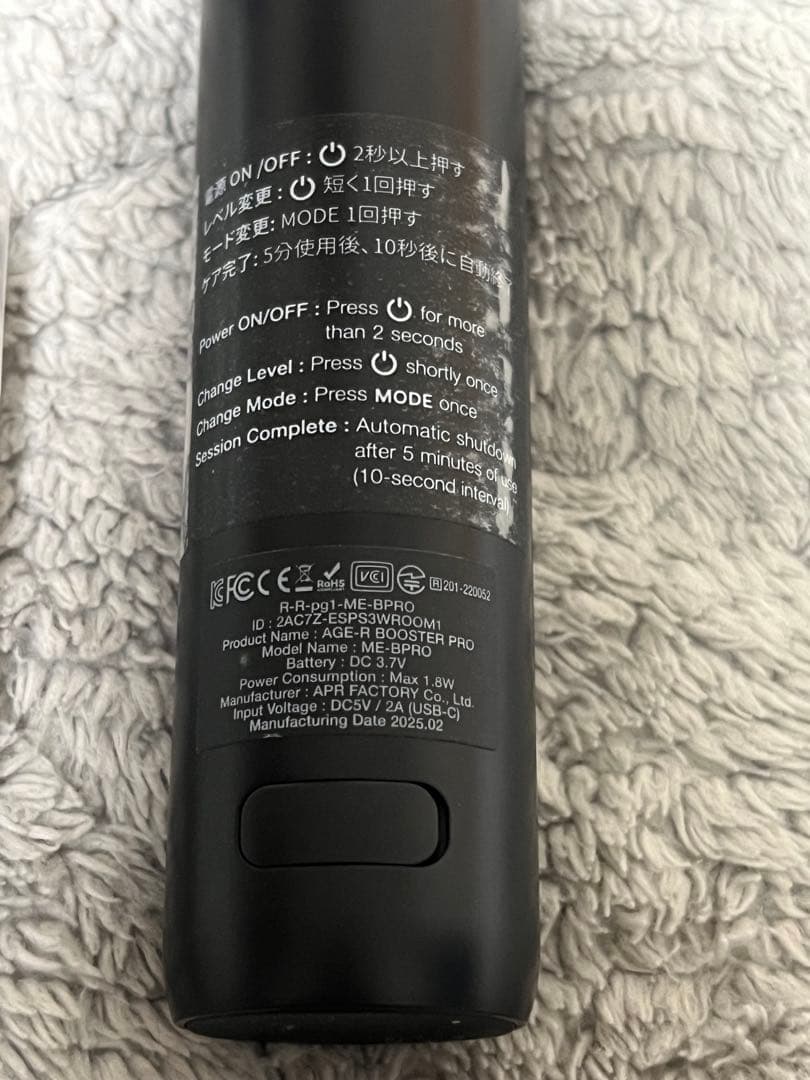 電源 ON /OFF : 2秒以上押す
レベル変更 : 短く1回押す
モード変更: MODE 1回押す
ケア完了: 5分使用後、10秒後に自動終
Power ON/OFF : Press for more
than 2 seconds
Change Level : Press shortly once
Change Mode : Press MODE once
Session Complete : Automatic shutdown
after 5 minutes of use
(10-second interval)
FC CE RoHS VCI R 201-220052
R-R-pg1-ME-BPRO
ID : 2AC7Z-ESPS3WROOM1
Product Name : AGE-R BOOSTER PRO
Model Name : ME-BPRO
Battery : DC 3.7V
Power Consumption : Max 1.8W
Manufacturer : APR FACTORY Co., Ltd.
Input Voltage : DC5V / 2A (USB-C)
Manufacturing Date 2025.02